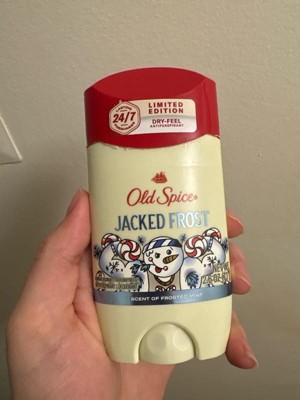 24/7
LIMITED
EDITION
DRY-FEEL
ANTIPERSPIRANT
Old Spice
JACKED FROST
SCENT OF FROSTED MINT